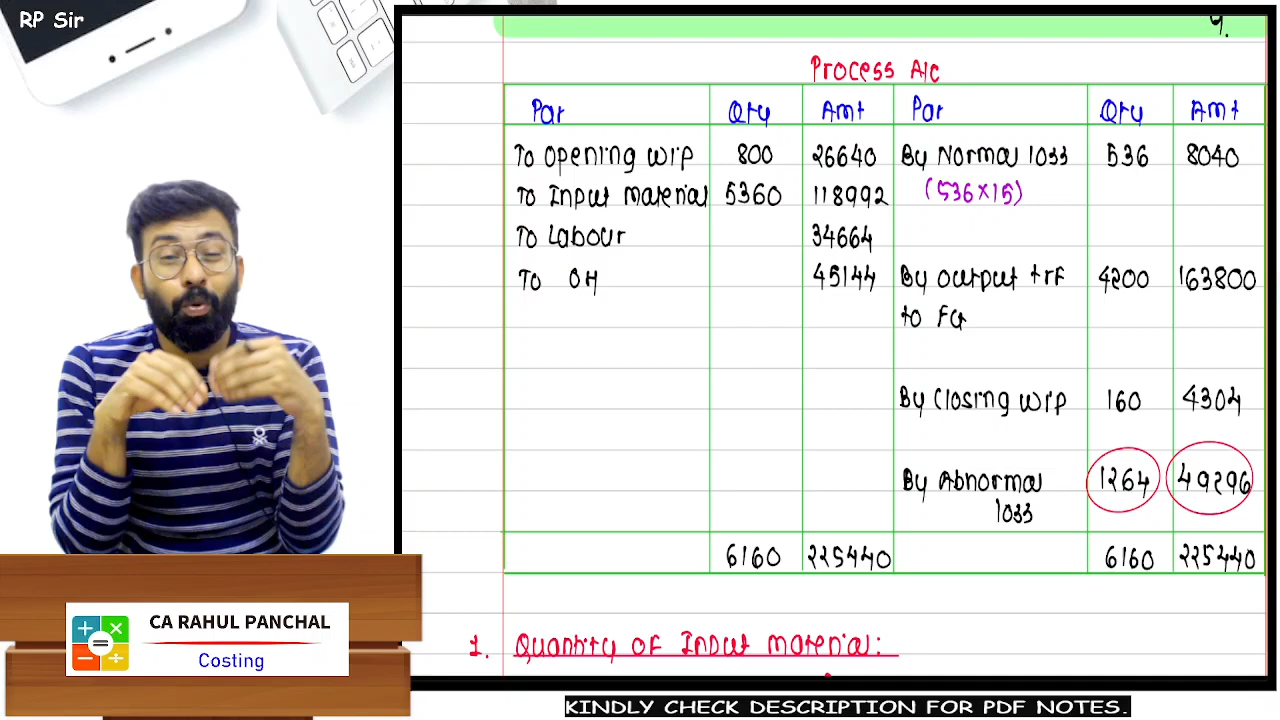 RP Sir
9.
Process A/c
Par Qty Amt Par Qty Amt
To Opening WIP 800 26640 By Normal loss 536 8040
To Input Material 5360 118992 (536×15)
To Labour 34664
To OH 45144 By Output trf 4200 163800
to FG
By Closing WIP 160 4304
By Abnormal 1264 49296
loss
6160 225440 6160 225440
CA RAHUL PANCHAL
Costing
1. Quantity of Input Material:
KINDLY CHECK DESCRIPTION FOR PDF NOTES.